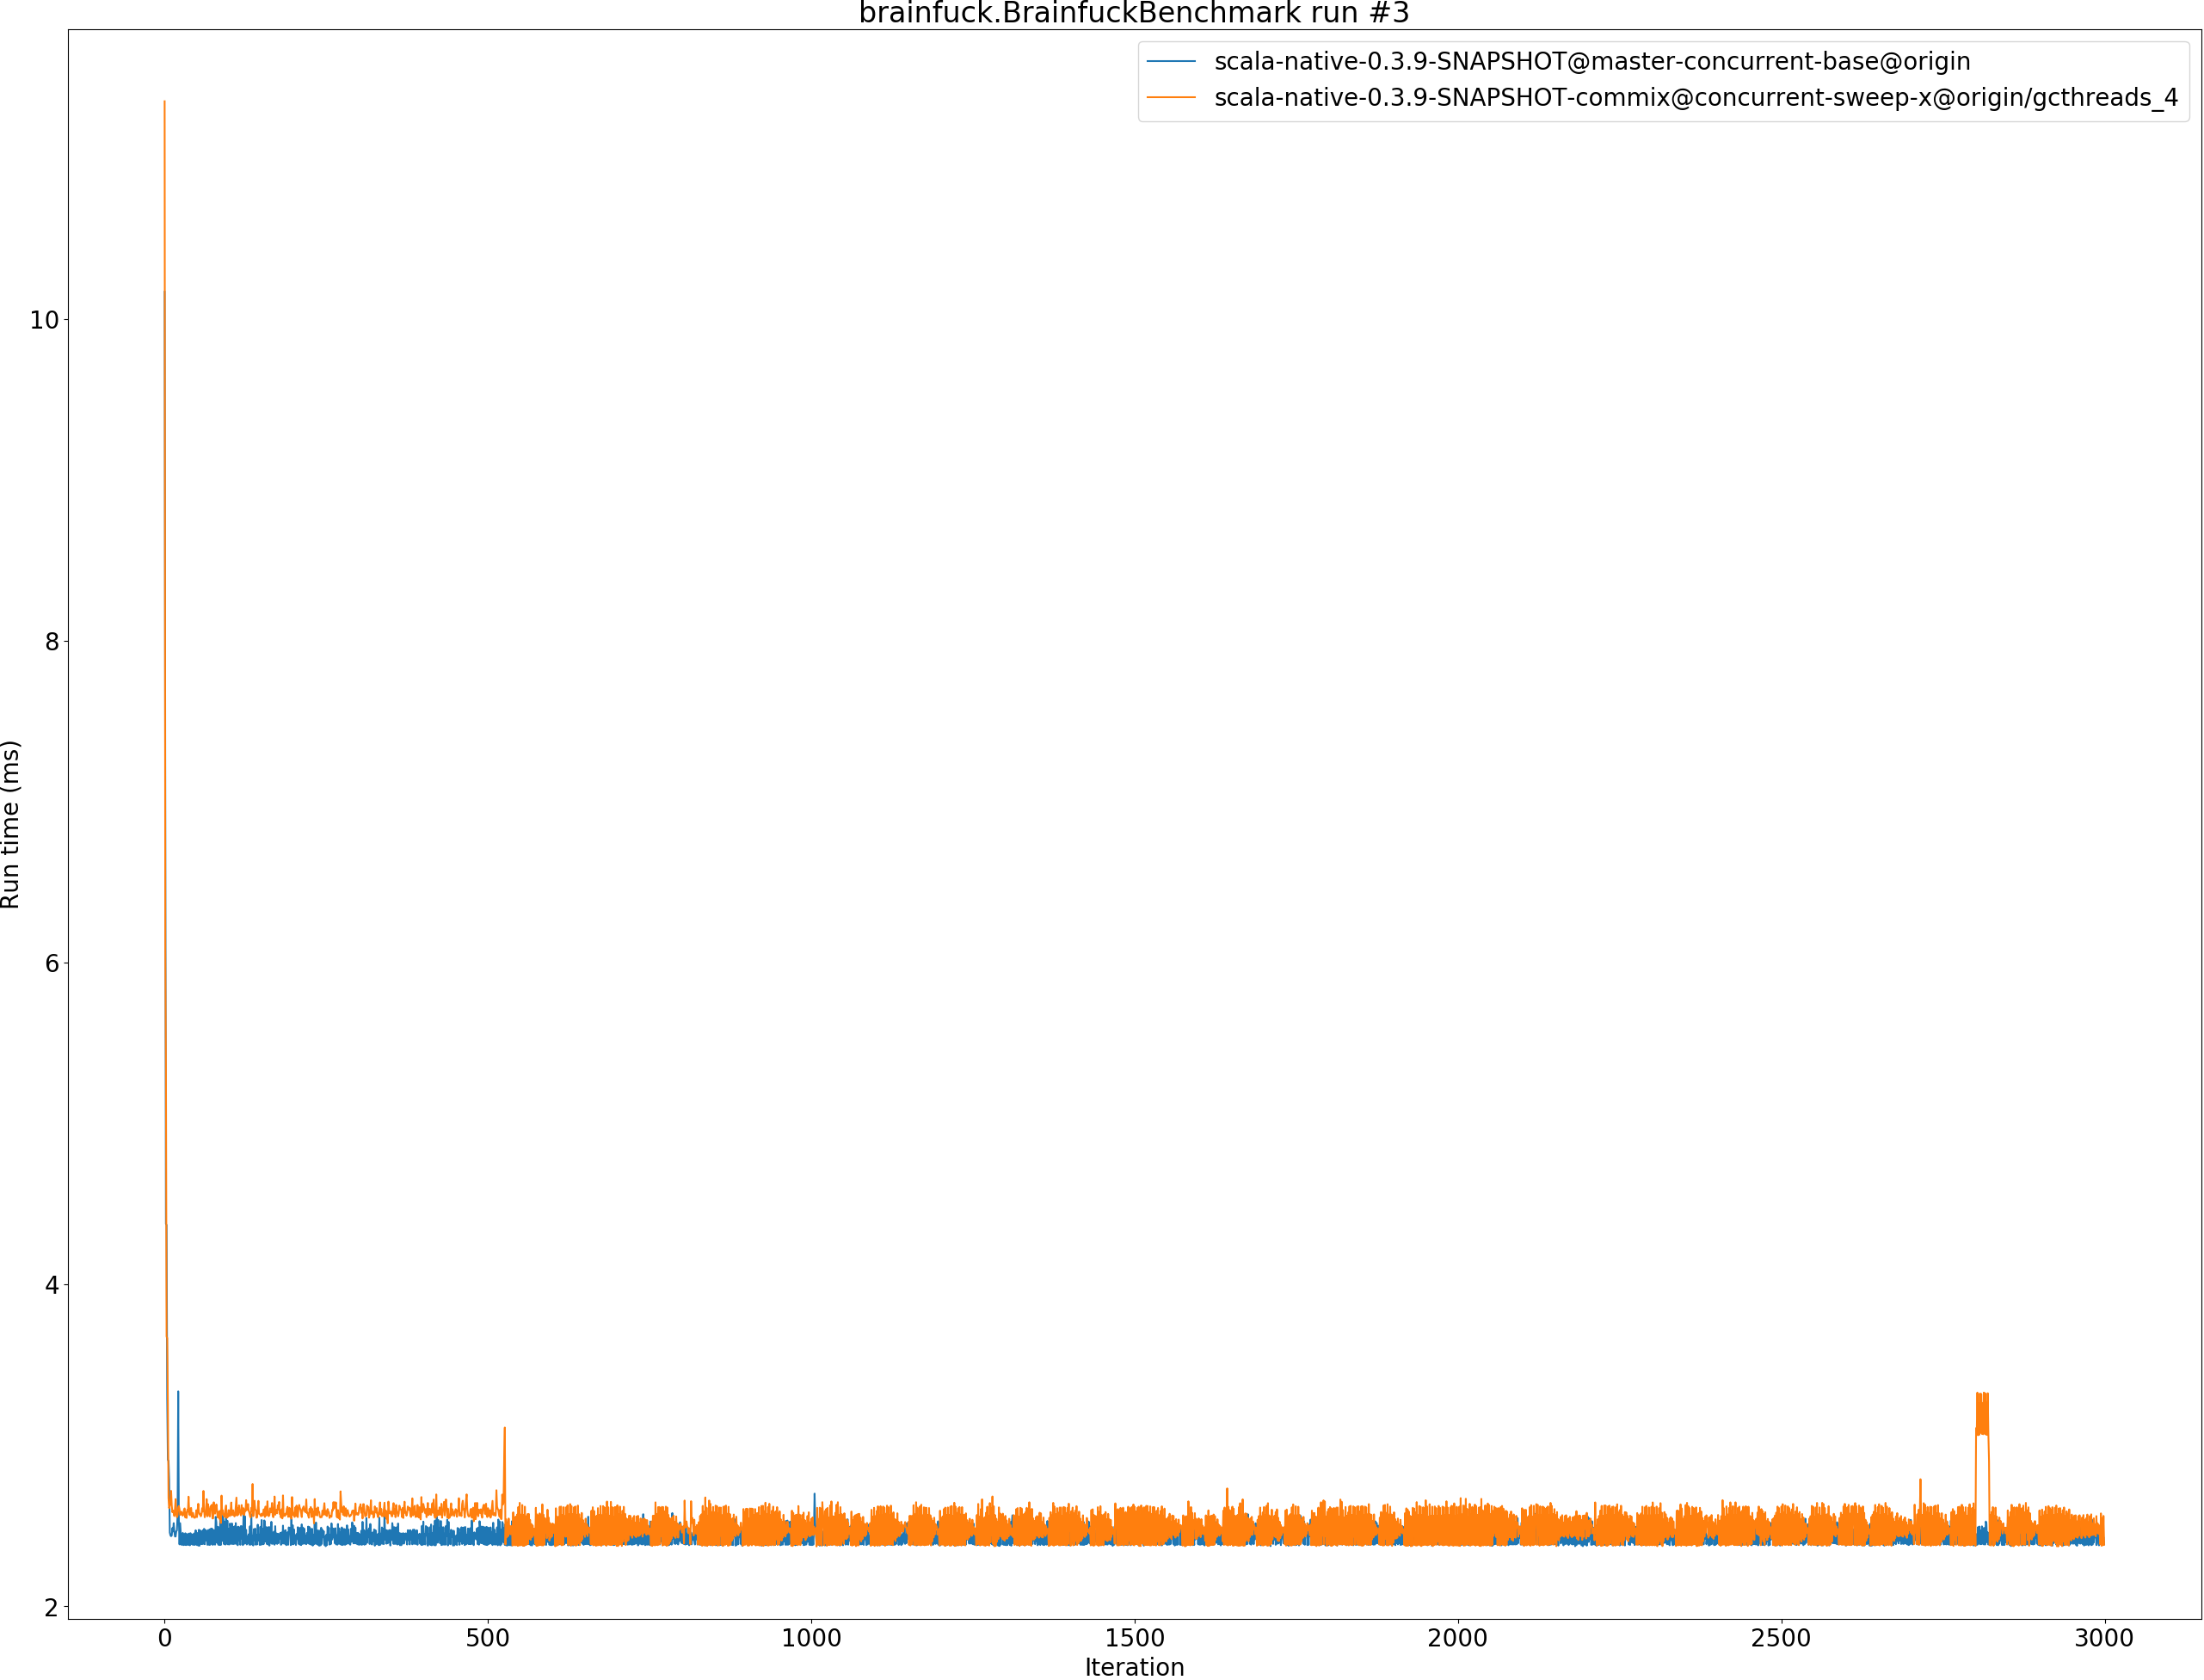 brainfuck.BrainfuckBenchmark run #3
scala-native-0.3.9-SNAPSHOT@master-concurrent-base@origin
scala-native-0.3.9-SNAPSHOT-commix@concurrent-sweep-x@origin/gcthreads_4
Run time (ms)
10
8
6
4
2
0
500
1000
1500
2000
2500
3000
Iteration